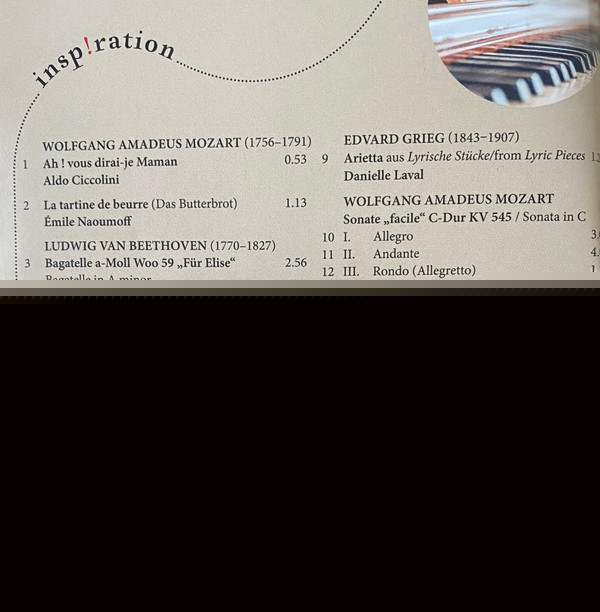 insp!ration
WOLFGANG AMADEUS MOZART (1756–1791)
1 Ah ! vous dirai-je Maman 0.53
Aldo Ciccolini
2 La tartine de beurre (Das Butterbrot) 1.13
Émile Naoumoff
LUDWIG VAN BEETHOVEN (1770–1827)
3 Bagatelle a-Moll Woo 59 „Für Elise“ 2.56
Bagatelle in A minor
EDVARD GRIEG (1843–1907)
9 Arietta aus Lyrische Stücke/from Lyric Pieces
Danielle Laval
WOLFGANG AMADEUS MOZART
Sonate „facile“ C-Dur KV 545 / Sonata in C
10 I. Allegro
11 II. Andante
12 III. Rondo (Allegretto)